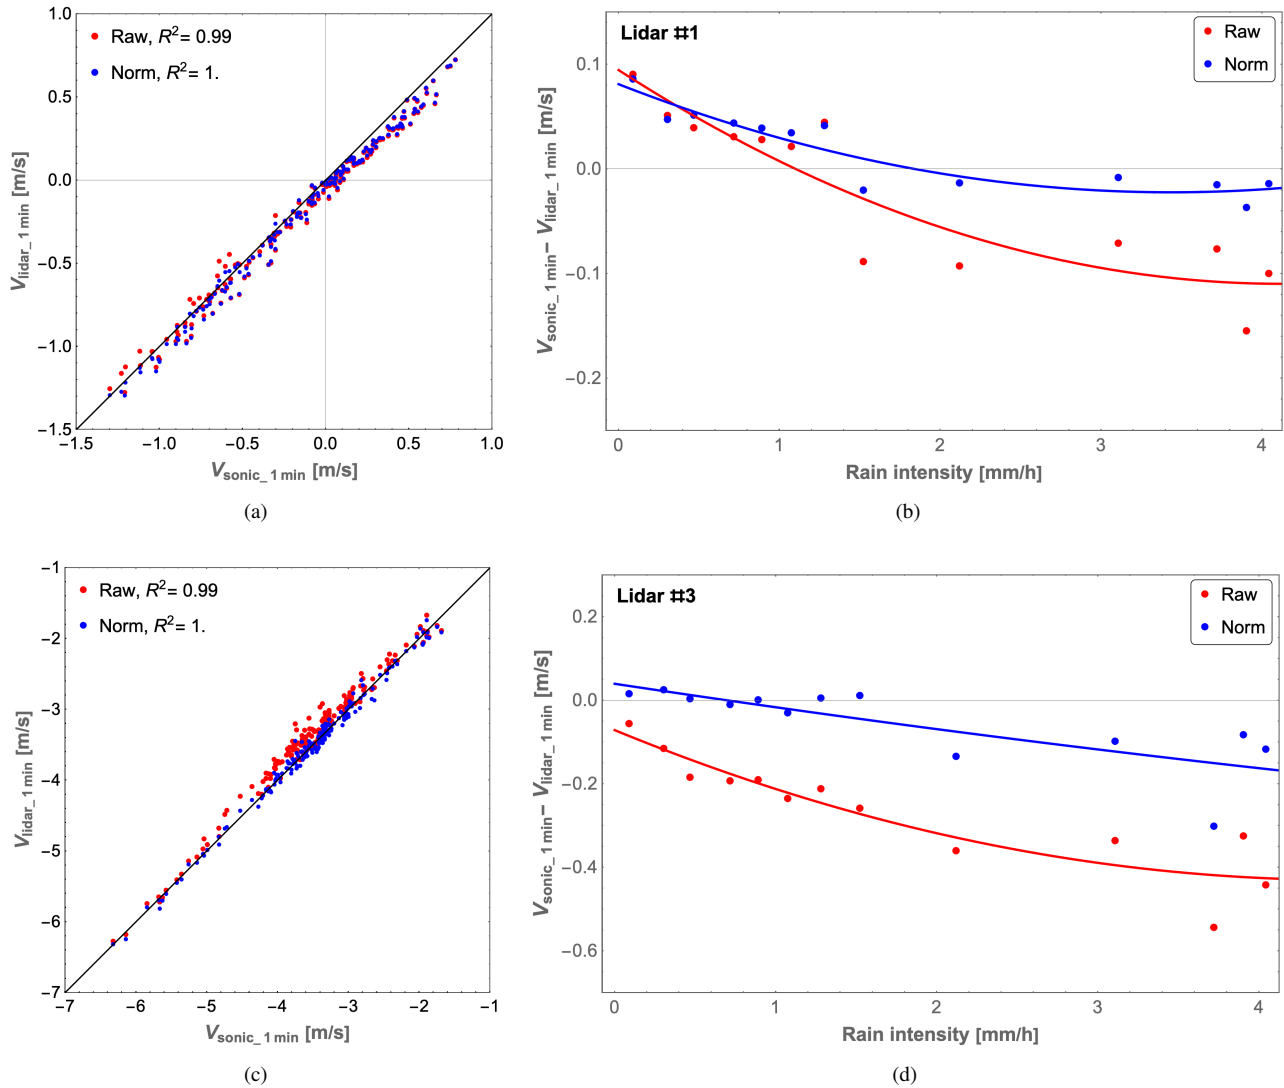 1.0
0.5
0.0
−0.5
−1.0
−1.5
−1.5 −1.0 −0.5 0.0 0.5 1.0
Raw, R²= 0.99
Norm, R²= 1.
Vlidar_1 min [m/s]
Vsonic_1 min [m/s]
(a)
Lidar #1
Raw
Norm
0.1
0.0
−0.1
−0.2
0 1 2 3 4
Vsonic_1 min− Vlidar_1 min [m/s]
Rain intensity [mm/h]
(b)
−1
−2
−3
−4
−5
−6
−7
−7 −6 −5 −4 −3 −2 −1
Raw, R²= 0.99
Norm, R²= 1.
Vlidar_1 min [m/s]
Vsonic_1 min [m/s]
(c)
Lidar #3
Raw
Norm
0.2
0.0
−0.2
−0.4
−0.6
0 1 2 3 4
Vsonic_1 min− Vlidar_1 min [m/s]
Rain intensity [mm/h]
(d)